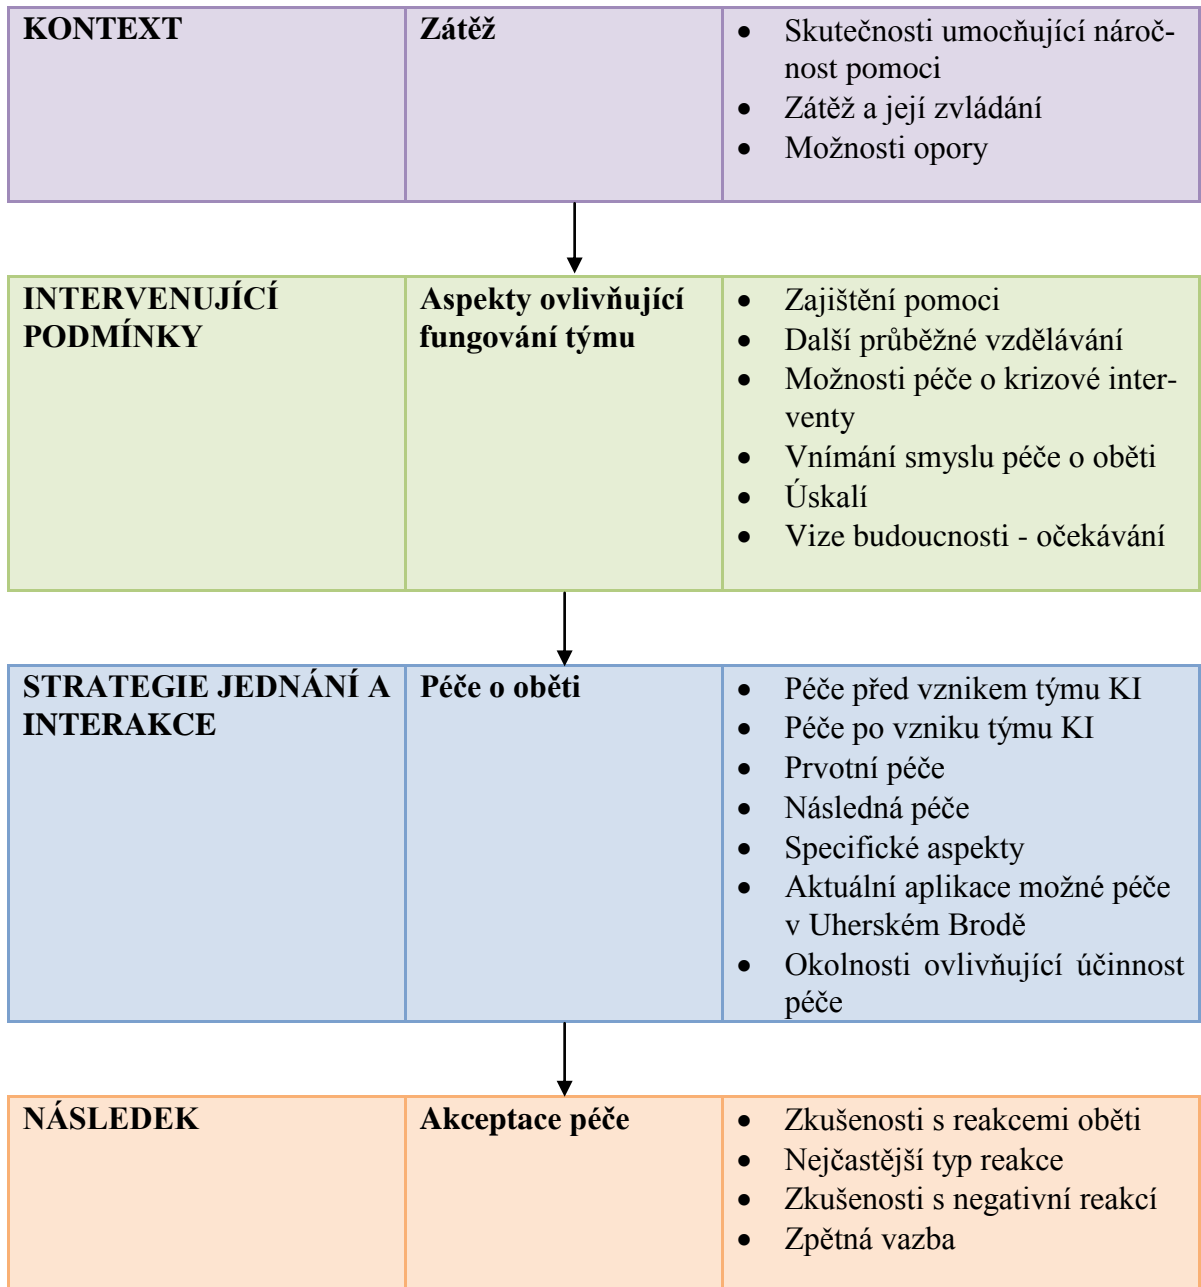 KONTEXT
Zátěž
• Skutečnosti umocňující nároč-
nost pomoci
• Zátěž a její zvládání
• Možnosti opory
INTERVENUJÍCÍ
PODMÍNKY
Aspekty ovlivňující
fungování týmu
• Zajištění pomoci
• Další průběžné vzdělávání
• Možnosti péče o krizové inter-
venty
• Vnímání smyslu péče o oběti
• Úskalí
• Vize budoucnosti - očekávání
STRATEGIE JEDNÁNÍ A
INTERAKCE
Péče o oběti
• Péče před vznikem týmu KI
• Péče po vzniku týmu KI
• Prvotní péče
• Následná péče
• Specifické aspekty
• Aktuální aplikace možné péče
v Uherském Brodě
• Okolnosti ovlivňující účinnost
péče
NÁSLEDEK
Akceptace péče
• Zkušenosti s reakcemi oběti
• Nejčastější typ reakce
• Zkušenosti s negativní reakcí
• Zpětná vazba